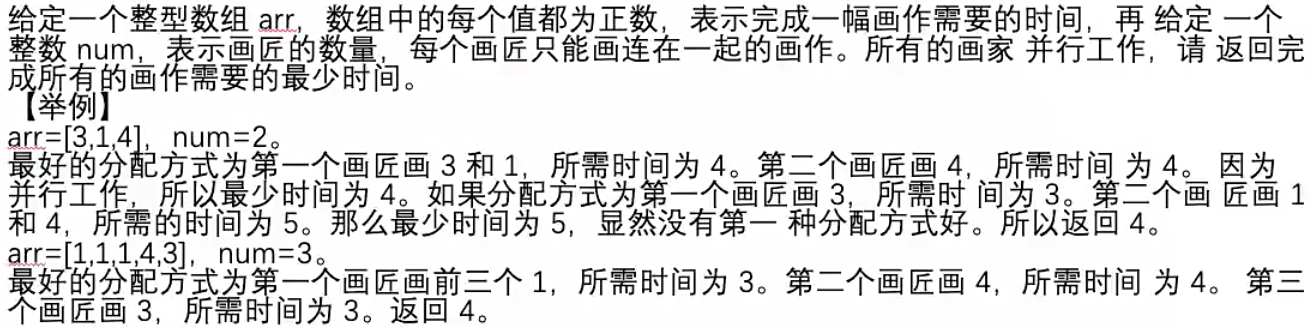 给定一个整型数组 arr，数组中的每个值都为正数，表示完成一幅画作需要的时间，再 给定 一个
整数 num，表示画匠的数量，每个画匠只能画连在一起的画作。所有的画家 并行工作，请 返回完
成所有的画作需要的最少时间。
【举例】
arr=[3,1,4]，num=2。
最好的分配方式为第一个画匠画 3 和 1，所需时间为 4。第二个画匠画 4，所需时间 为 4。 因为
并行工作，所以最少时间为 4。如果分配方式为第一个画匠画 3，所需时 间为 3。第二个画 匠画 1
和 4，所需的时间为 5。那么最少时间为 5，显然没有第一 种分配方式好。所以返回 4。
arr=[1,1,1,4,3]，num=3。
最好的分配方式为第一个画匠画前三个 1，所需时间为 3。第二个画匠画 4，所需时间 为 4。 第三
个画匠画 3，所需时间为 3。返回 4。